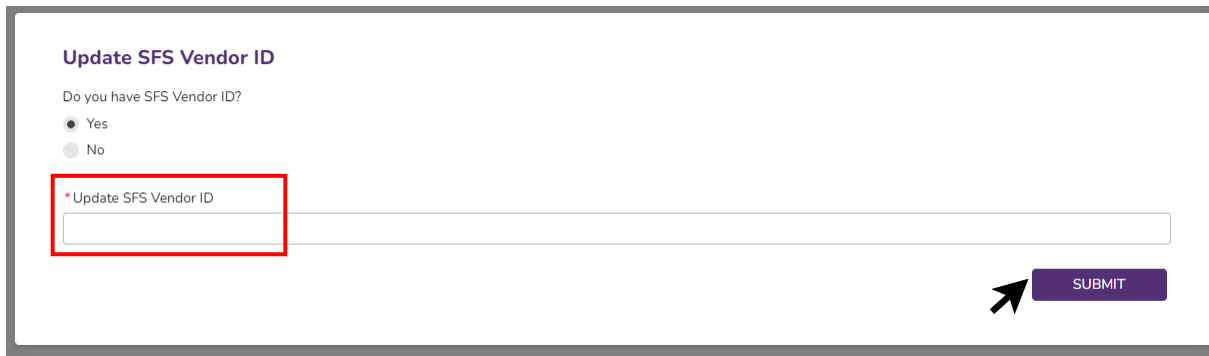 Update SFS Vendor ID
Do you have SFS Vendor ID?
Yes
No
*Update SFS Vendor ID
SUBMIT